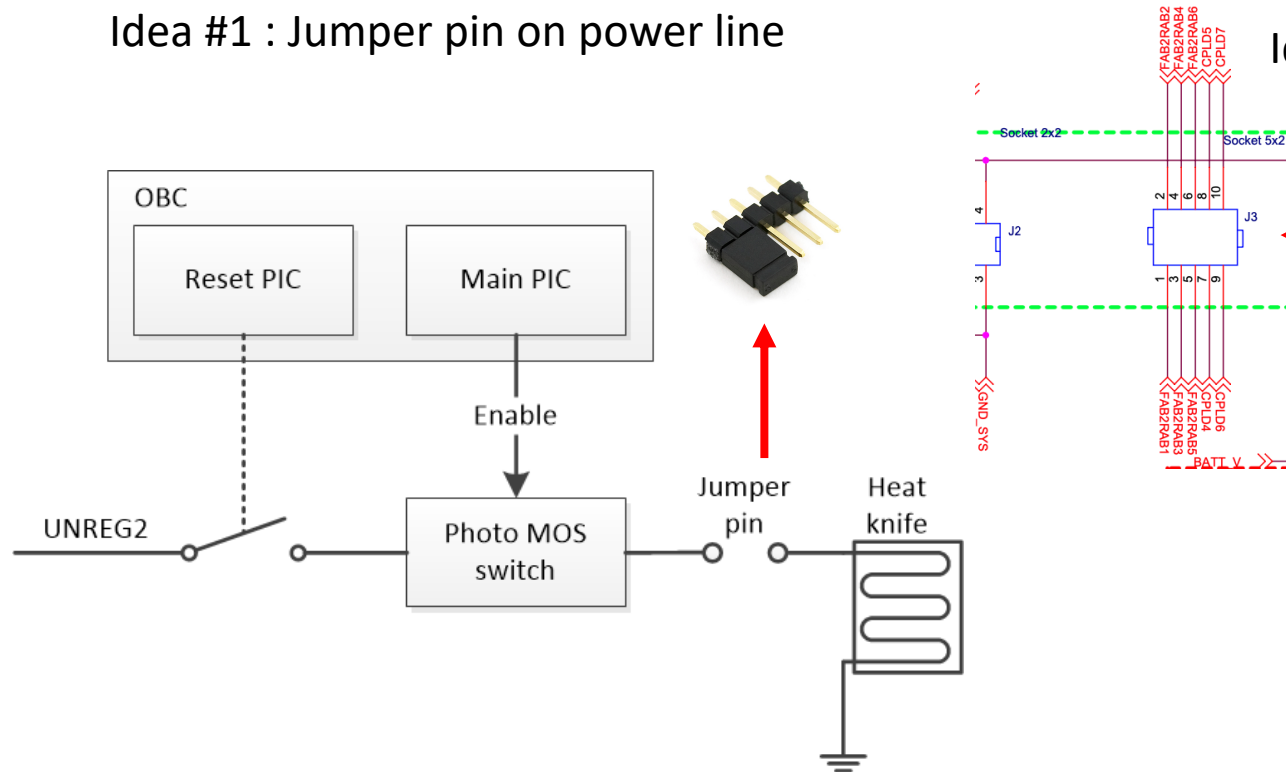 Idea #1 : Jumper pin on power line
OBC
Reset PIC
Main PIC
Enable
UNREG2
Photo MOS
switch
Jumper
pin
Heat
knife
FAB2RAB2
FAB2RAB4
FAB2RAB6
CPLD5
CPLD7
Socket 2x2
Socket 5x2
4
J2
3
2
4
6
8
10
J3
1
3
5
7
9
GND_SYS
FAB2RAB1
FAB2RAB3
FAB2RAB5
CPLD4
CPLD6
BATT_V